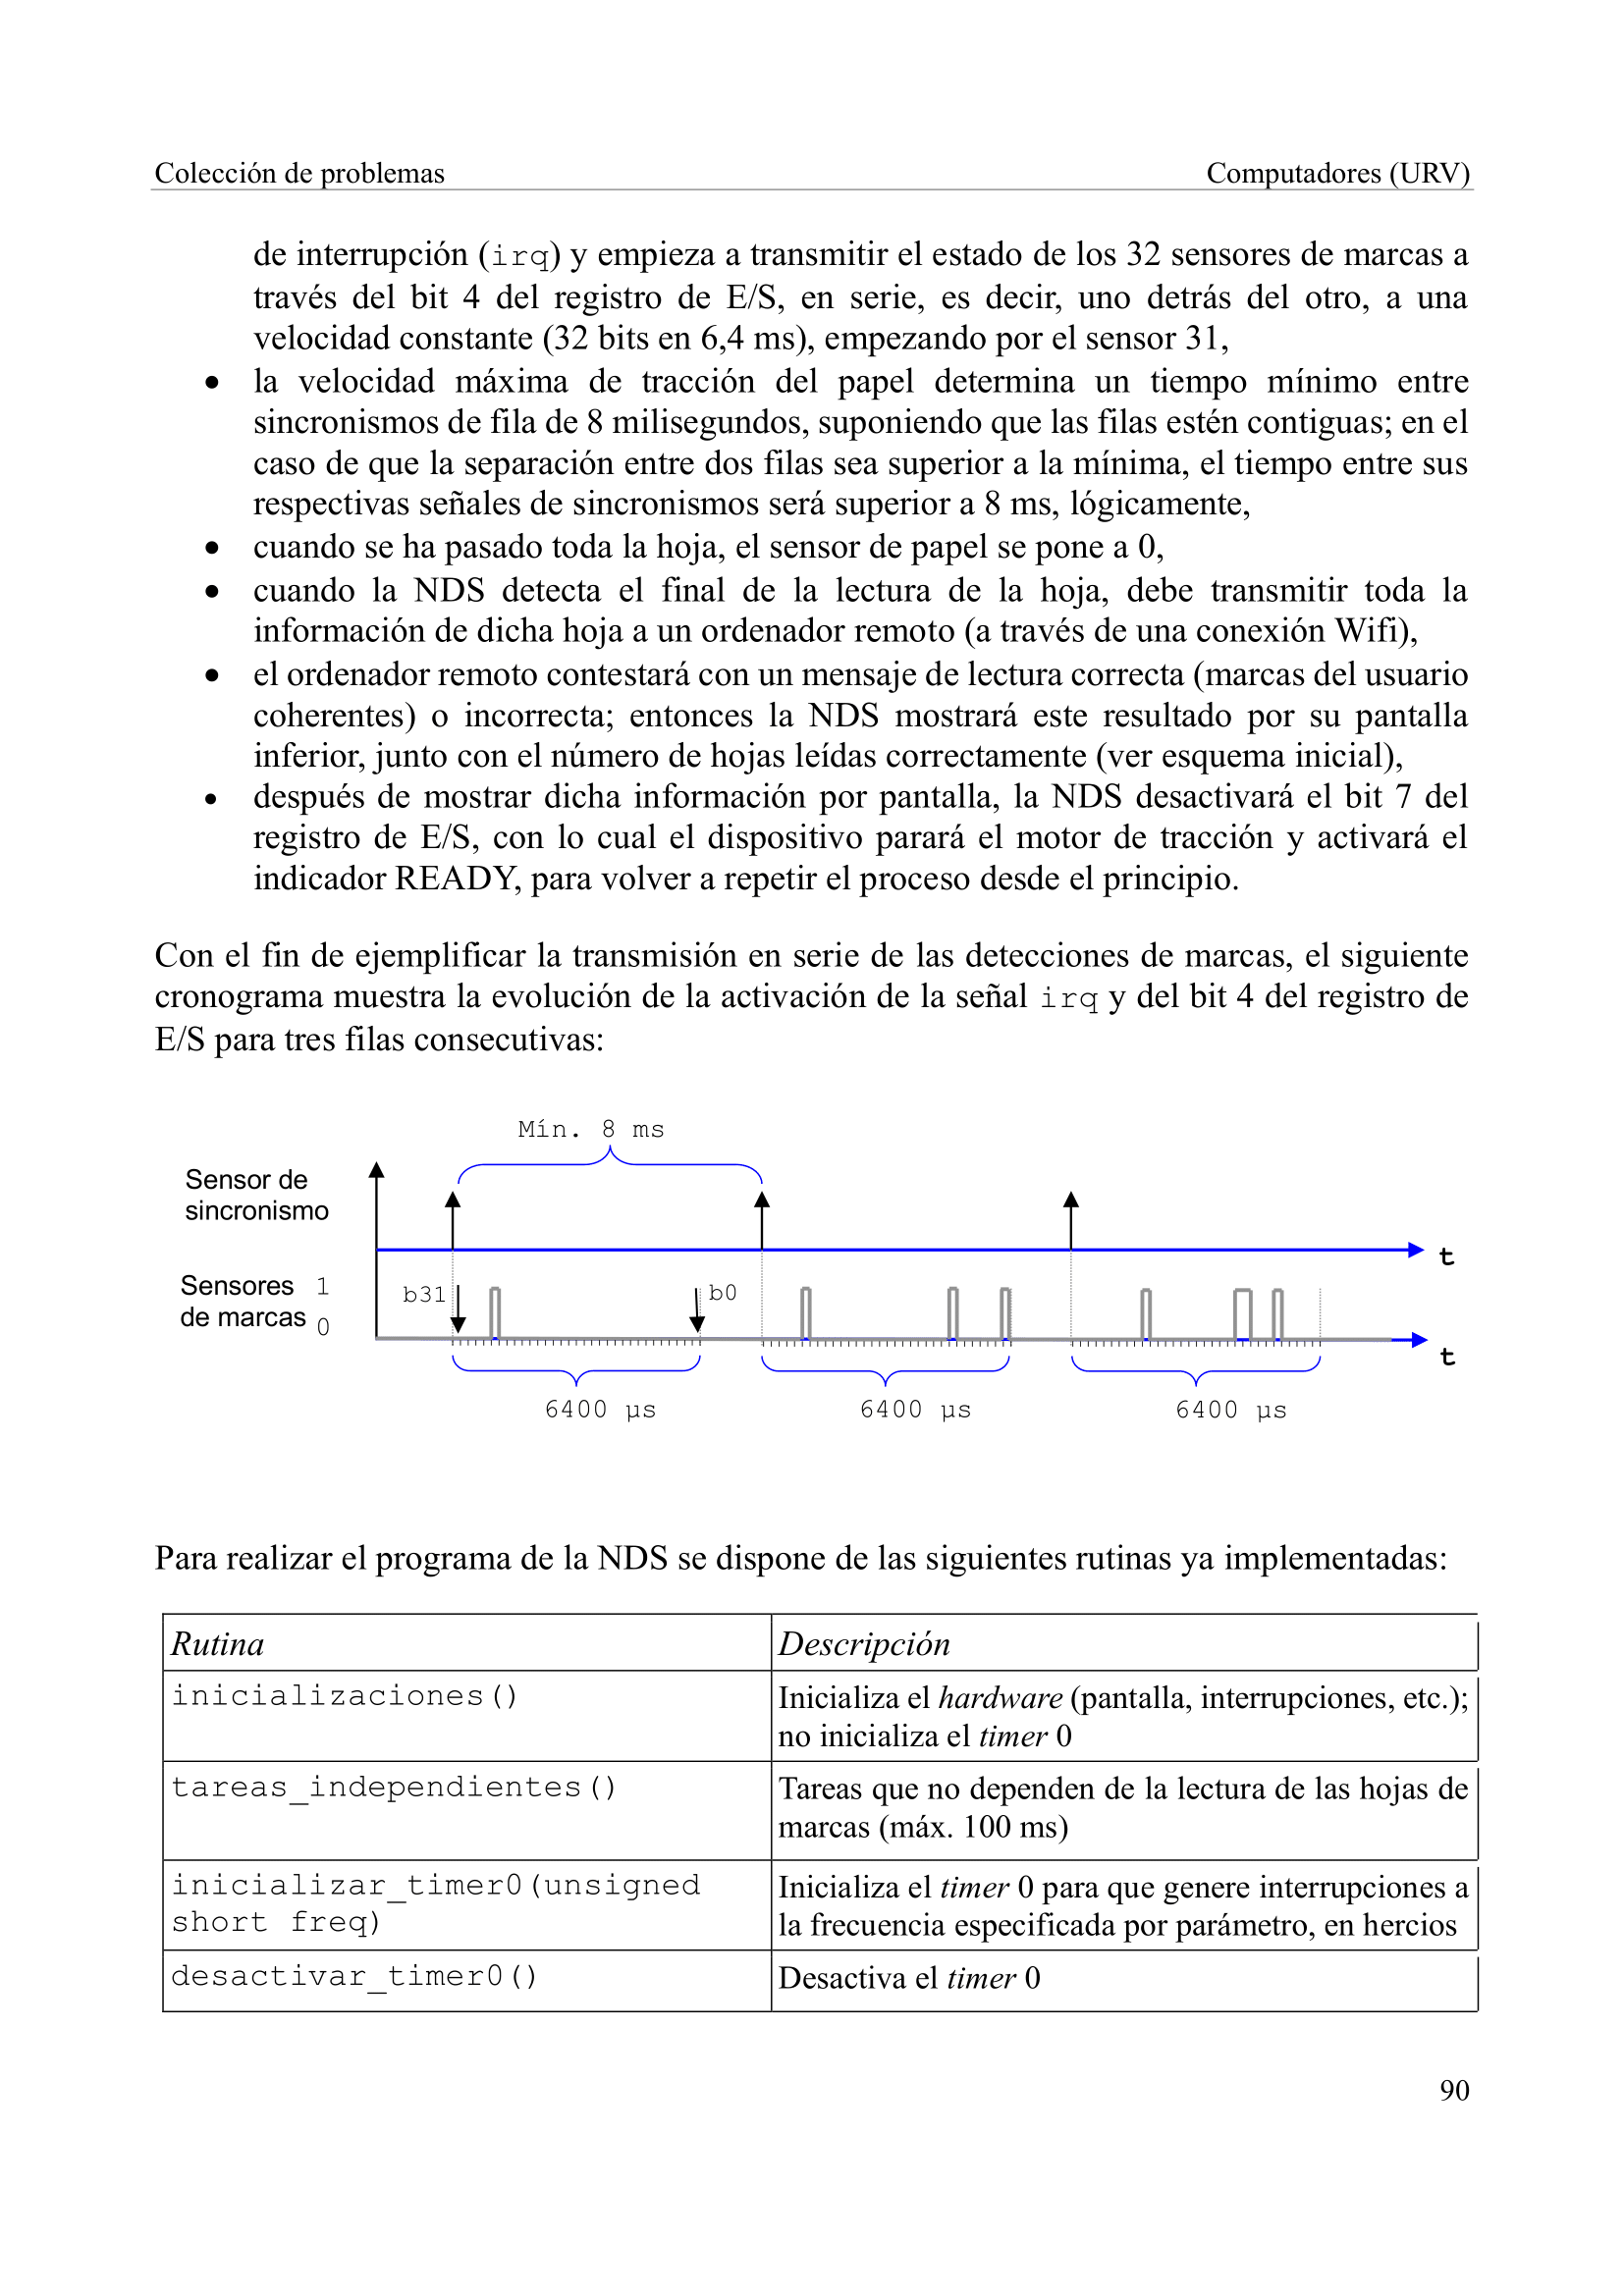 Colección de problemas
Computadores (URV)
de interrupción (irq) y empieza a transmitir el estado de los 32 sensores de marcas a
través del bit 4 del registro de E/S, en serie, es decir, uno detrás del otro, a una
velocidad constante (32 bits en 6,4 ms), empezando por el sensor 31,
• la velocidad máxima de tracción del papel determina un tiempo mínimo entre
sincronismos de fila de 8 milisegundos, suponiendo que las filas estén contiguas; en el
caso de que la separación entre dos filas sea superior a la mínima, el tiempo entre sus
respectivas señales de sincronismos será superior a 8 ms, lógicamente,
• cuando se ha pasado toda la hoja, el sensor de papel se pone a 0,
• cuando la NDS detecta el final de la lectura de la hoja, debe transmitir toda la
información de dicha hoja a un ordenador remoto (a través de una conexión Wifi),
• el ordenador remoto contestará con un mensaje de lectura correcta (marcas del usuario
coherentes) o incorrecta; entonces la NDS mostrará este resultado por su pantalla
inferior, junto con el número de hojas leídas correctamente (ver esquema inicial),
• después de mostrar dicha información por pantalla, la NDS desactivará el bit 7 del
registro de E/S, con lo cual el dispositivo parará el motor de tracción y activará el
indicador READY, para volver a repetir el proceso desde el principio.
Con el fin de ejemplificar la transmisión en serie de las detecciones de marcas, el siguiente
cronograma muestra la evolución de la activación de la señal irq y del bit 4 del registro de
E/S para tres filas consecutivas:
Mín. 8 ms
Sensor de
sincronismo
t
Sensores 1
de marcas 0
b31
b0
t
6400 µs
6400 µs
6400 µs
Para realizar el programa de la NDS se dispone de las siguientes rutinas ya implementadas:
Rutina
Descripción
inicializaciones()
Inicializa el hardware (pantalla, interrupciones, etc.);
no inicializa el timer 0
tareas_independientes()
Tareas que no dependen de la lectura de las hojas de
marcas (máx. 100 ms)
inicializar_timer0(unsigned
short freq)
Inicializa el timer 0 para que genere interrupciones a
la frecuencia especificada por parámetro, en hercios
desactivar_timer0()
Desactiva el timer 0
90